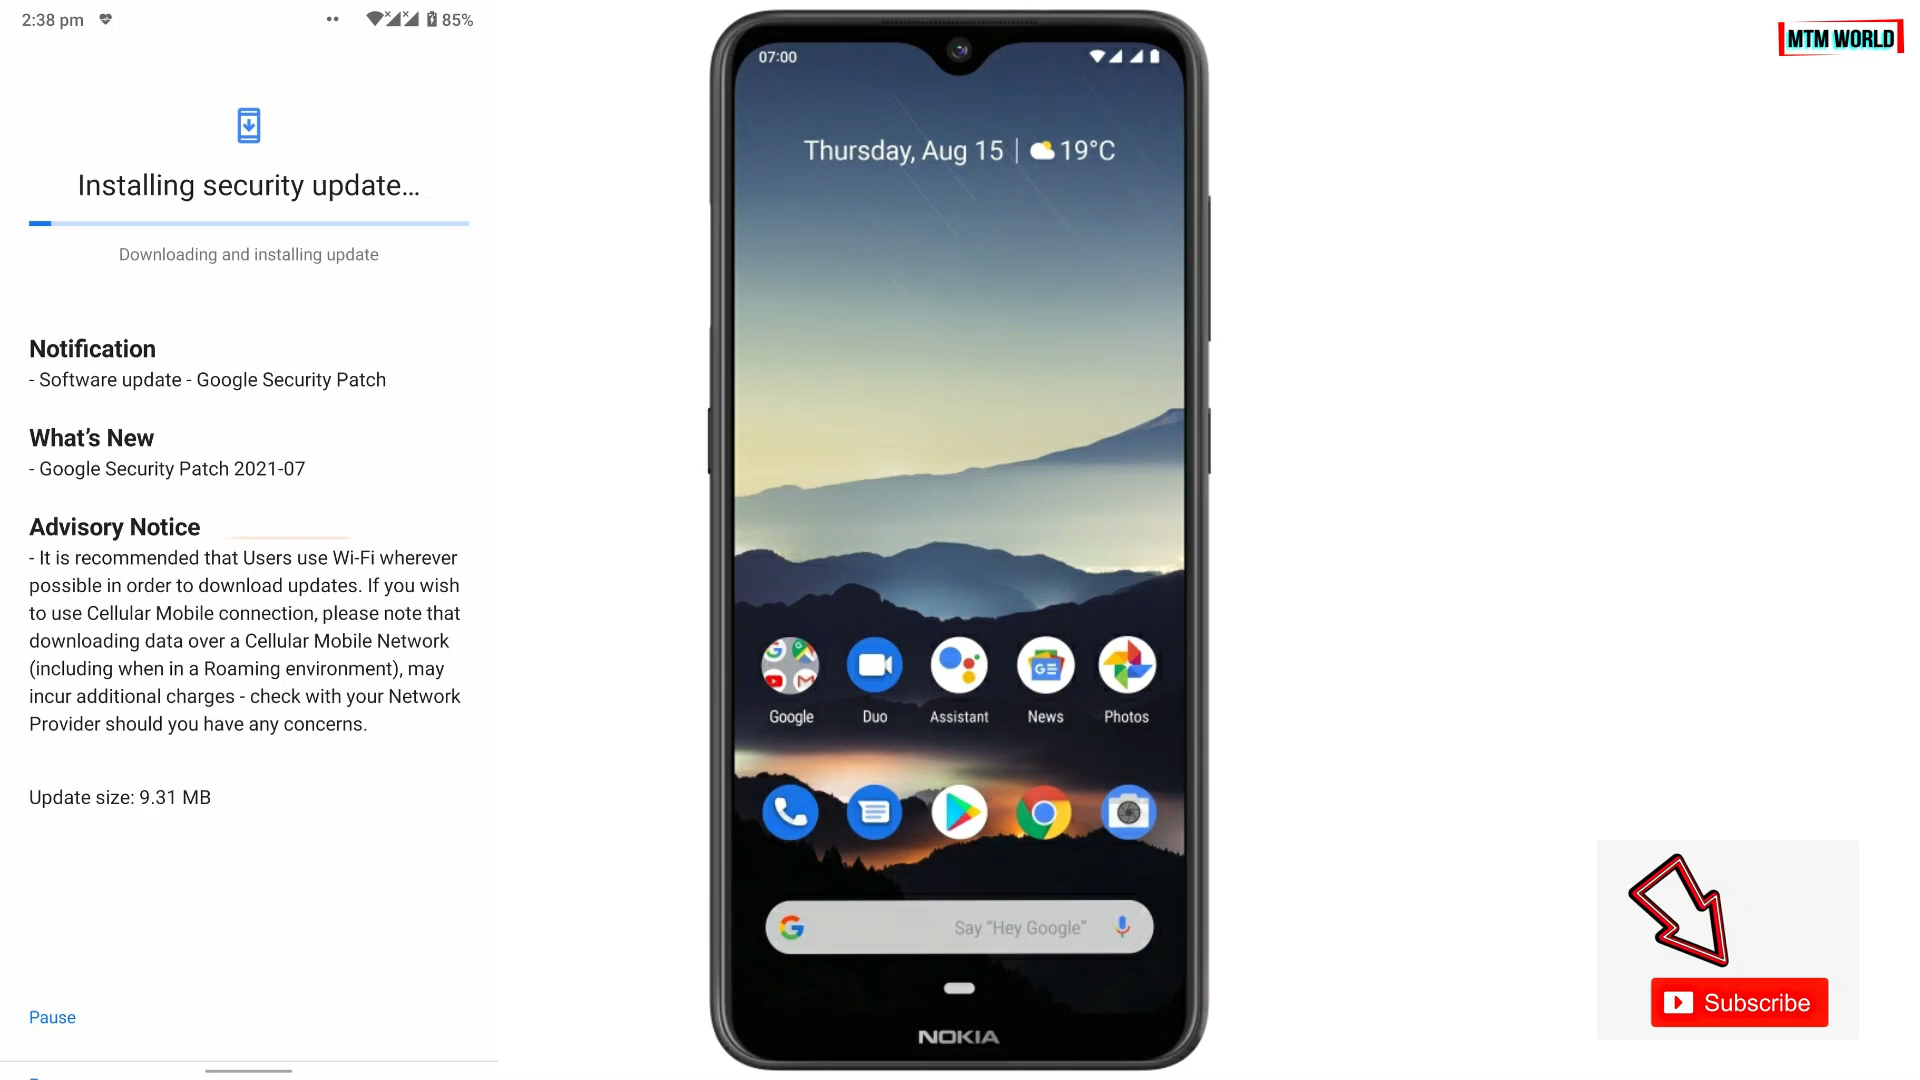 2:38 pm
85%
Installing security update...
Downloading and installing update
Notification
- Software update - Google Security Patch
What’s New
- Google Security Patch 2021-07
Advisory Notice
- It is recommended that Users use Wi-Fi wherever
possible in order to download updates. If you wish
to use Cellular Mobile connection, please note that
downloading data over a Cellular Mobile Network
(including when in a Roaming environment), may
incur additional charges - check with your Network
Provider should you have any concerns.
Update size: 9.31 MB
Pause
07:00
Thursday, Aug 15 | 19°C
Google Duo Assistant News Photos
Say “Hey Google”
NOKIA
MTM WORLD
Subscribe